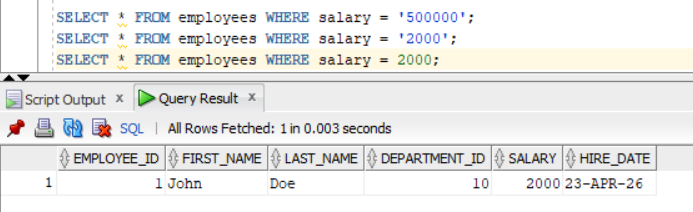 SELECT * FROM employees WHERE salary = '500000';
SELECT * FROM employees WHERE salary = '2000';
SELECT * FROM employees WHERE salary = 2000;
Script Output x Query Result x
SQL | All Rows Fetched: 1 in 0.003 seconds
EMPLOYEE_ID FIRST_NAME LAST_NAME DEPARTMENT_ID SALARY HIRE_DATE
1 1 John Doe 10 2000 23-APR-26